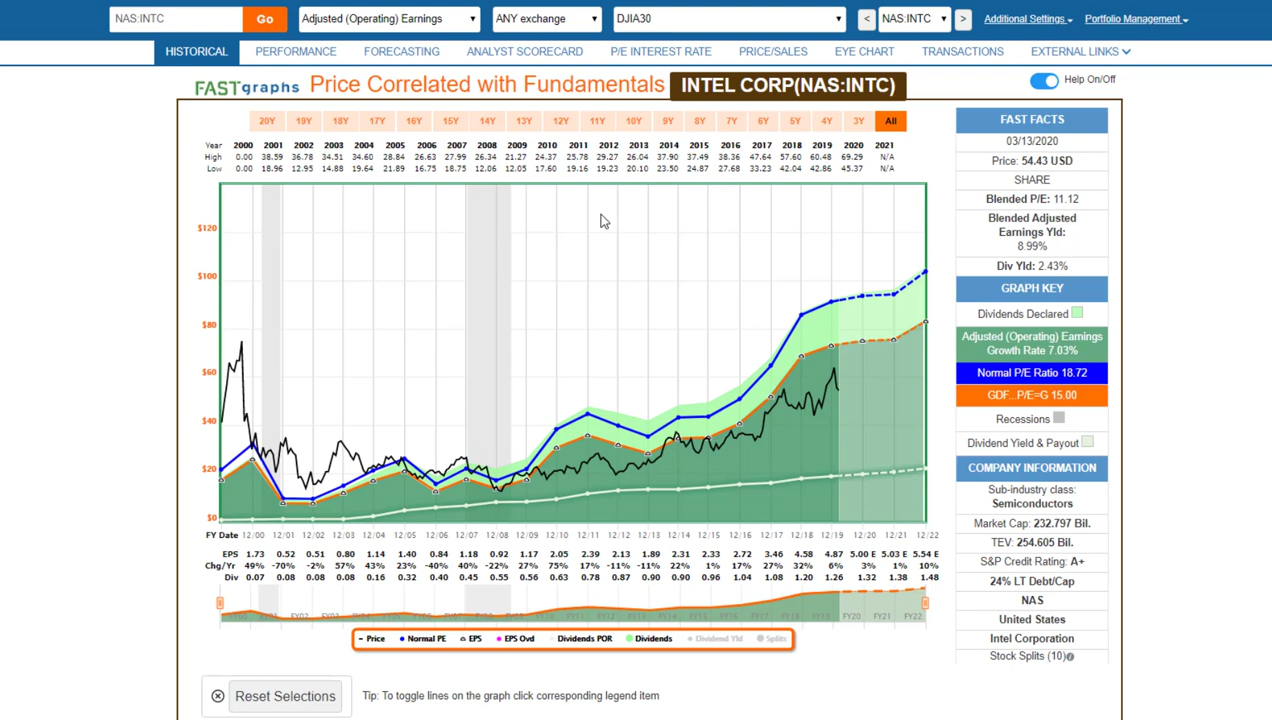 NAS:INTC Go Adjusted (Operating) Earnings ANY exchange DJIA30 < NAS:INTC > Additional Settings Portfolio Management
HISTORICAL PERFORMANCE FORECASTING ANALYST SCORECARD P/E INTEREST RATE PRICE/SALES EYE CHART TRANSACTIONS EXTERNAL LINKS
FASTgraphs Price Correlated with Fundamentals INTEL CORP(NAS:INTC)
Help On/Off
20Y 19Y 18Y 17Y 16Y 15Y 14Y 13Y 12Y 11Y 10Y 9Y 8Y 7Y 6Y 5Y 4Y 3Y All
Year 2000 2001 2002 2003 2004 2005 2006 2007 2008 2009 2010 2011 2012 2013 2014 2015 2016 2017 2018 2019 2020 2021
High 0.00 38.59 36.78 34.51 34.60 28.84 26.63 27.99 26.34 21.27 24.37 25.78 29.27 26.04 37.90 37.49 38.36 47.64 57.60 60.48 69.29 N/A
Low 0.00 18.96 12.95 14.88 19.64 21.89 16.75 18.75 12.06 12.05 17.60 19.16 19.23 20.10 23.50 24.87 27.68 33.23 42.04 42.86 45.37 N/A
$120
$100
$80
$60
$40
$20
$0
FY Date 12/00 12/01 12/02 12/03 12/04 12/05 12/06 12/07 12/08 12/09 12/10 12/11 12/12 12/13 12/14 12/15 12/16 12/17 12/18 12/19 12/20 12/21 12/22
EPS 1.73 0.52 0.51 0.80 1.14 1.40 0.84 1.18 0.92 1.17 2.05 2.39 2.13 1.89 2.31 2.33 2.72 3.46 4.58 4.87 5.00 E 5.03 E 5.54 E
Chg/Yr 49% -70% -2% 57% 43% 23% -40% 40% -22% 27% 75% 17% -11% -11% 22% 1% 17% 27% 32% 6% 3% 1% 10%
Div 0.07 0.08 0.08 0.08 0.16 0.32 0.40 0.45 0.55 0.56 0.63 0.78 0.87 0.90 0.90 0.96 1.04 1.08 1.20 1.26 1.32 1.38 1.48
FY01 FY02 FY03 FY04 FY05 FY06 FY07 FY08 FY09 FY10 FY11 FY12 FY13 FY14 FY15 FY16 FY17 FY18 FY19 FY20 FY21 FY22
Price Normal PE EPS EPS Ovd Dividends POR Dividends Dividend Yld Splits
Reset Selections
Tip: To toggle lines on the graph click corresponding legend item
FAST FACTS
03/13/2020
Price: 54.43 USD
SHARE
Blended P/E: 11.12
Blended Adjusted
Earnings Yld:
8.99%
Div Yld: 2.43%
GRAPH KEY
Dividends Declared
Adjusted (Operating) Earnings
Growth Rate 7.03%
Normal P/E Ratio 18.72
GDF...P/E=G 15.00
Recessions
Dividend Yield & Payout
COMPANY INFORMATION
Sub-industry class:
Semiconductors
Market Cap: 232.797 Bil.
TEV: 254.605 Bil.
S&P Credit Rating: A+
24% LT Debt/Cap
NAS
United States
Intel Corporation
Stock Splits (10)